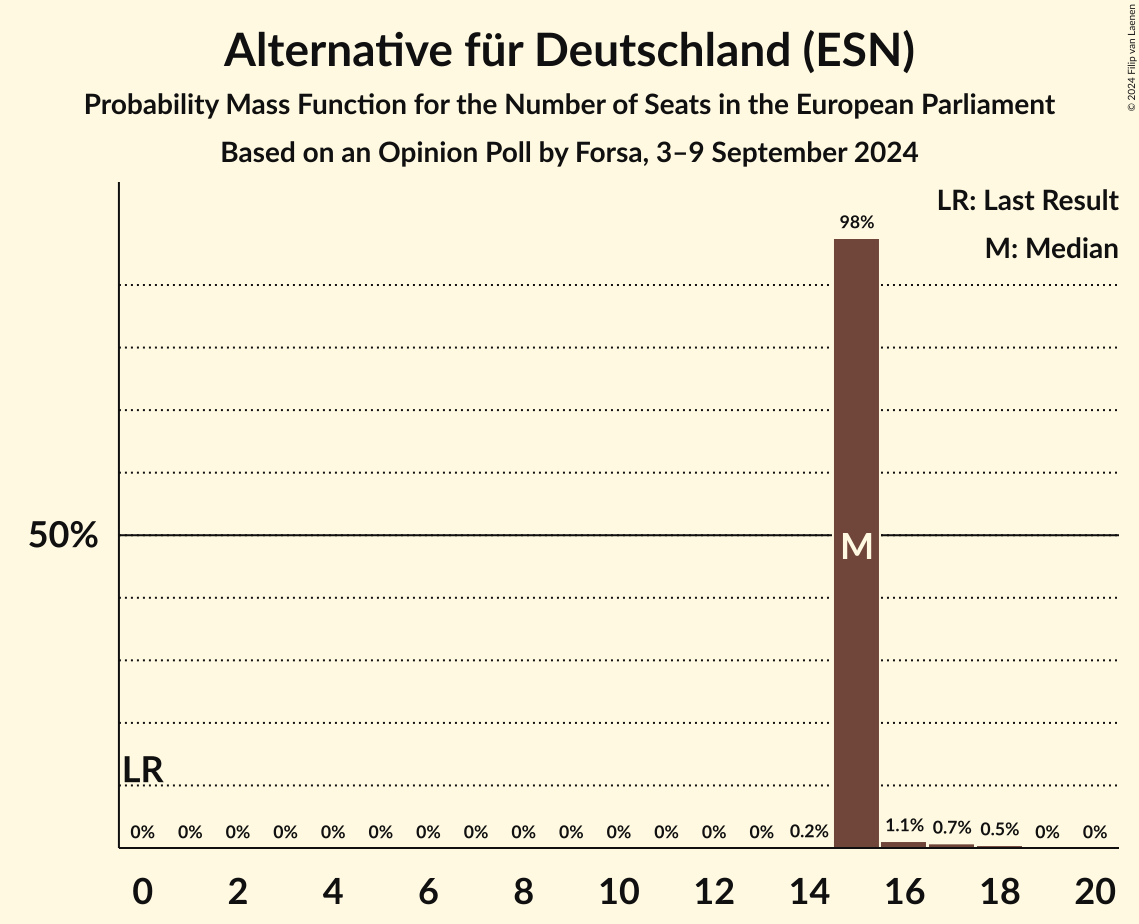 Alternative für Deutschland (ESN)
Probability Mass Function for the Number of Seats in the European Parliament
Based on an Opinion Poll by Forsa, 3–9 September 2024
© 2024 Filip van Laenen
LR: Last Result
M: Median
98%
50%
M
LR
0% 0% 0% 0% 0% 0% 0% 0% 0% 0% 0% 0% 0% 0% 0.2% 1.1% 0.7% 0.5% 0% 0%
0 2 4 6 8 10 12 14 16 18 20